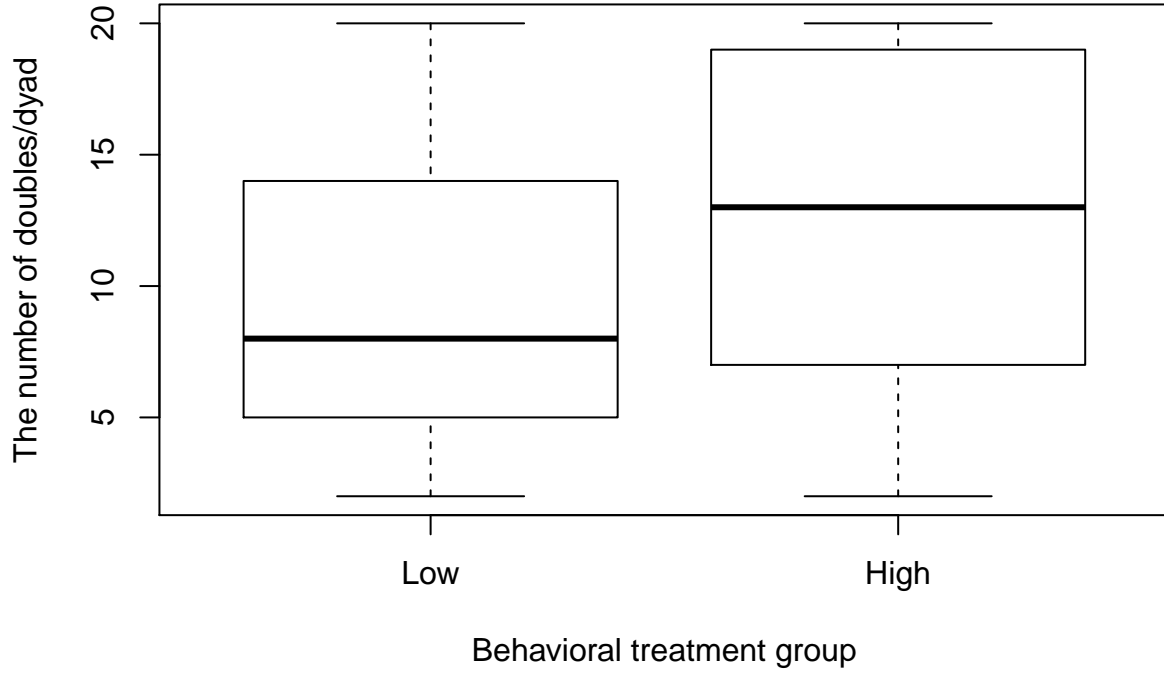 The number of doubles/dyad
20
15
10
5
Low
High
Behavioral treatment group